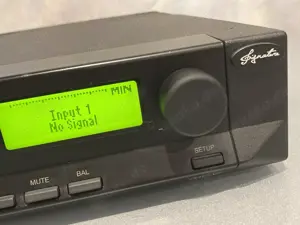 Signature
MIN
Input 1
No Signal
SETUP
MUTE
BAL